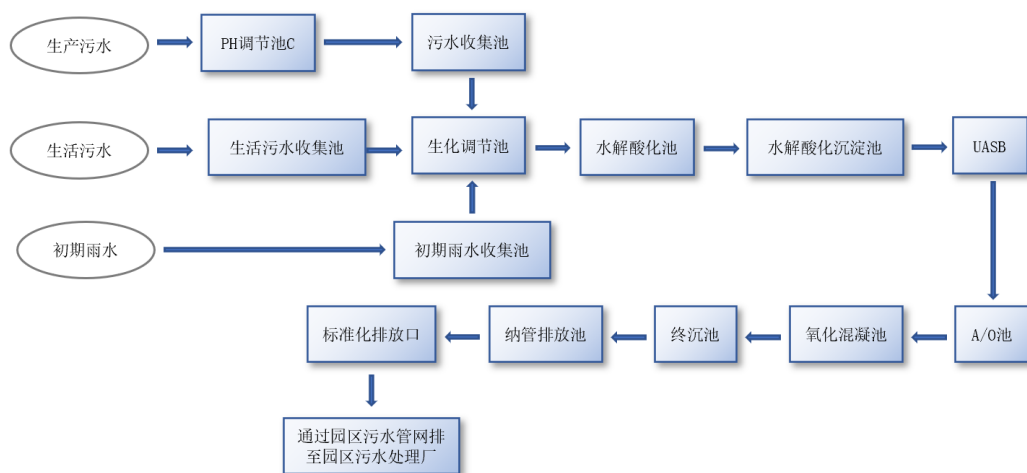 生产污水
PH调节池C
污水收集池
生活污水
生活污水收集池
生化调节池
水解酸化池
水解酸化沉淀池
UASB
初期雨水
初期雨水收集池
标准化排放口
纳管排放池
终沉池
氧化混凝池
A/O池
通过园区污水管网排
至园区污水处理厂